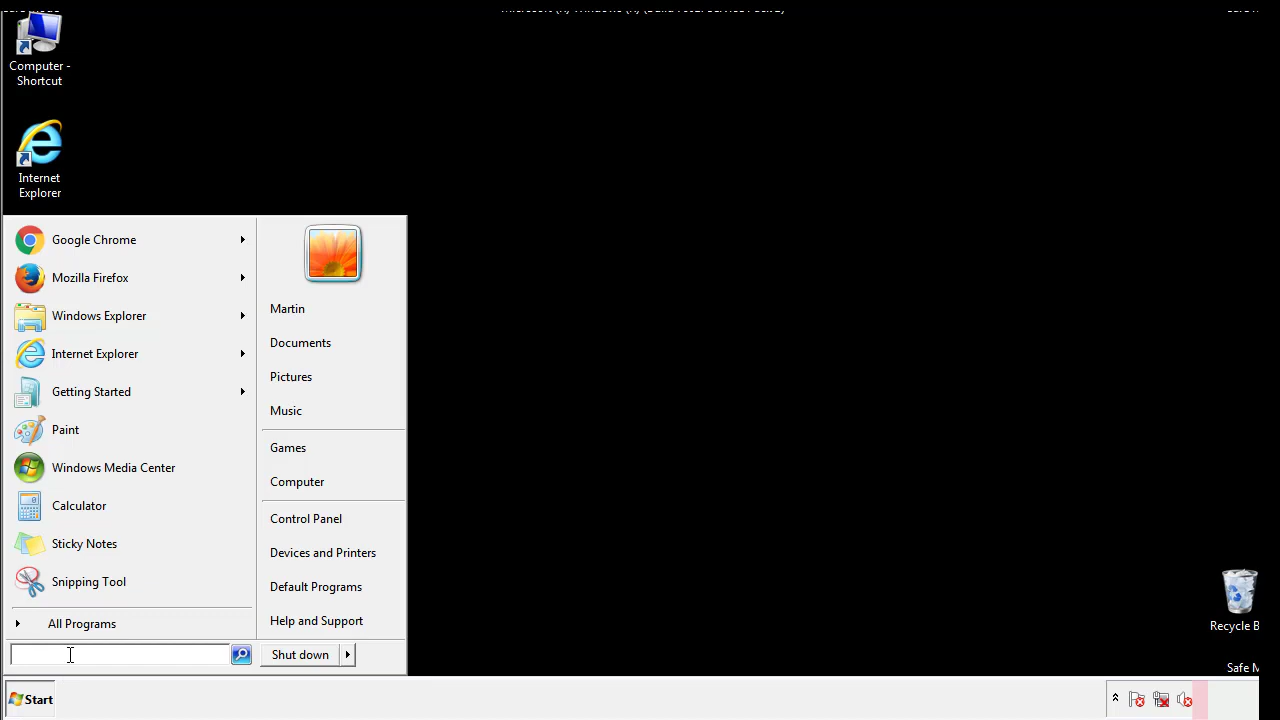 Computer -
Shortcut
Internet
Explorer
Google Chrome
Mozilla Firefox
Windows Explorer
Internet Explorer
Getting Started
Paint
Windows Media Center
Calculator
Sticky Notes
Snipping Tool
All Programs
Martin
Documents
Pictures
Music
Games
Computer
Control Panel
Devices and Printers
Default Programs
Help and Support
Shut down
Recycle B
Safe M
Start